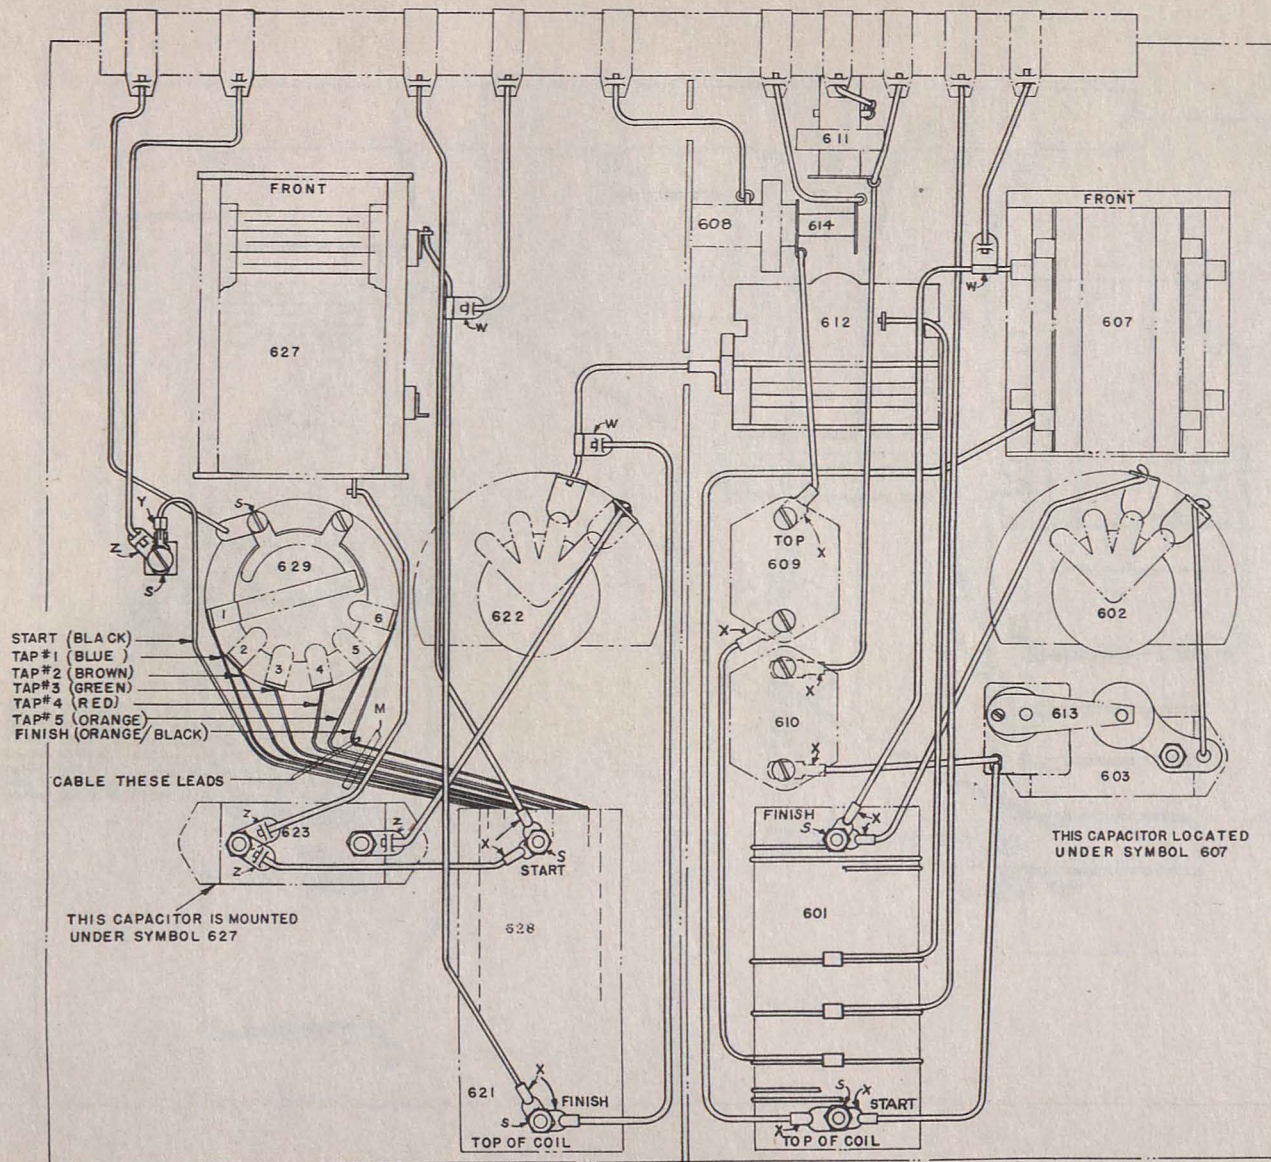 FRONT
611
608
614
FRONT
W
W
627
612
607
W
S
Y
Z
S
629
TOP
X
609
1
2
3
4
5
6
622
X
602
START (BLACK)
TAP#1 (BLUE )
TAP#2 (BROWN)
TAP#3 (GREEN)
TAP#4 (RED)
TAP#5 (ORANGE)
FINISH (ORANGE/BLACK)
M
X
610
613
X
603
CABLE THESE LEADS
Z
623
Z
Z
X
S
START
FINISH
S
X
THIS CAPACITOR LOCATED
UNDER SYMBOL 607
THIS CAPACITOR IS MOUNTED
UNDER SYMBOL 627
628
601
621
X
FINISH
S
TOP OF COIL
S
X
START
X
TOP OF COIL